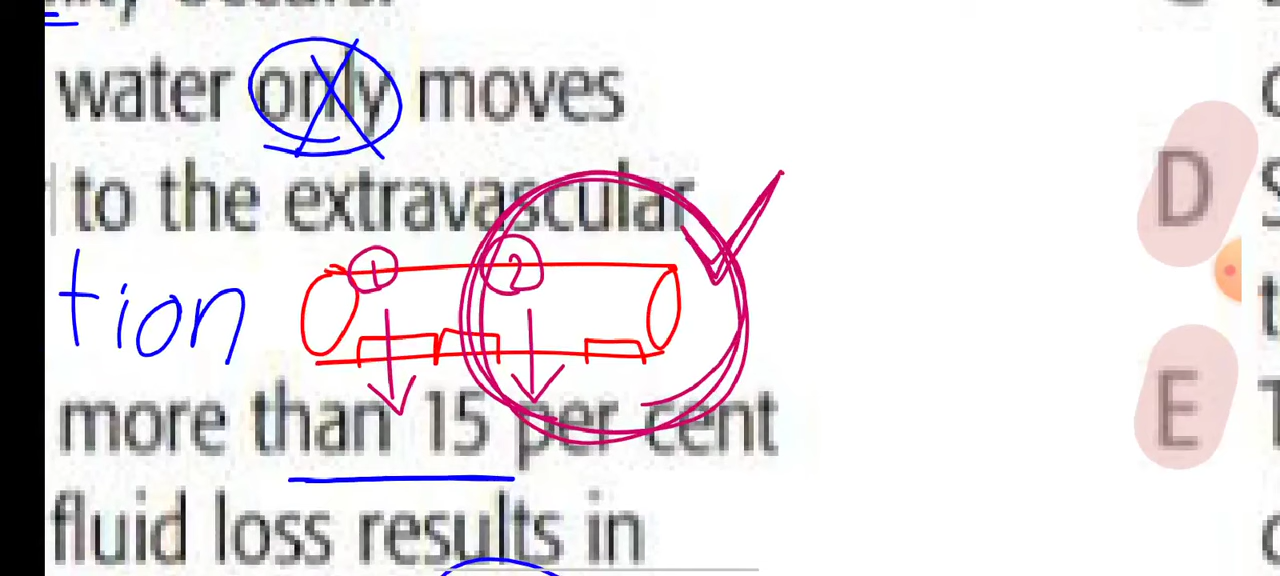 water only moves
D
to the extravascular
1 2
tion
more than 15 per cent
E
fluid loss results in